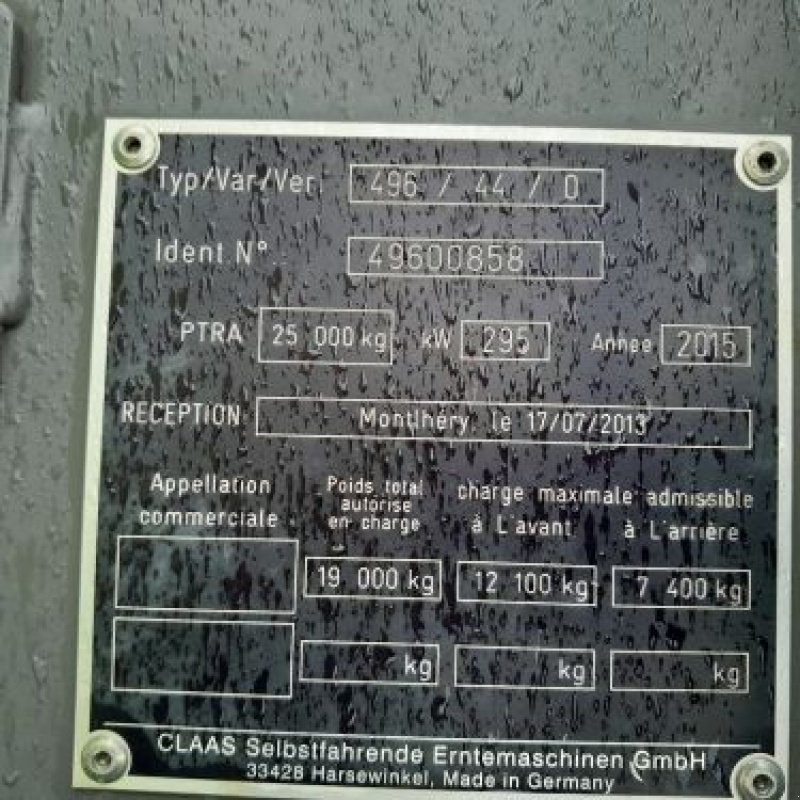 Typ/Var/Ver. 496 / 44 / D
Ident N° 49600858
PTRA 25 000 kg kW 295 Annee 2015
RECEPTION Montlhéry, le 17/07/2013
Appellation commerciale
Poids total autorise en charge
charge maximale admissible
à L'avant à L'arrière
19 000 kg 12 100 kg 7 400 kg
kg kg kg
CLAAS Selbstfahrende Erntemaschinen GmbH
33428 Harsewinkel, Made in Germany